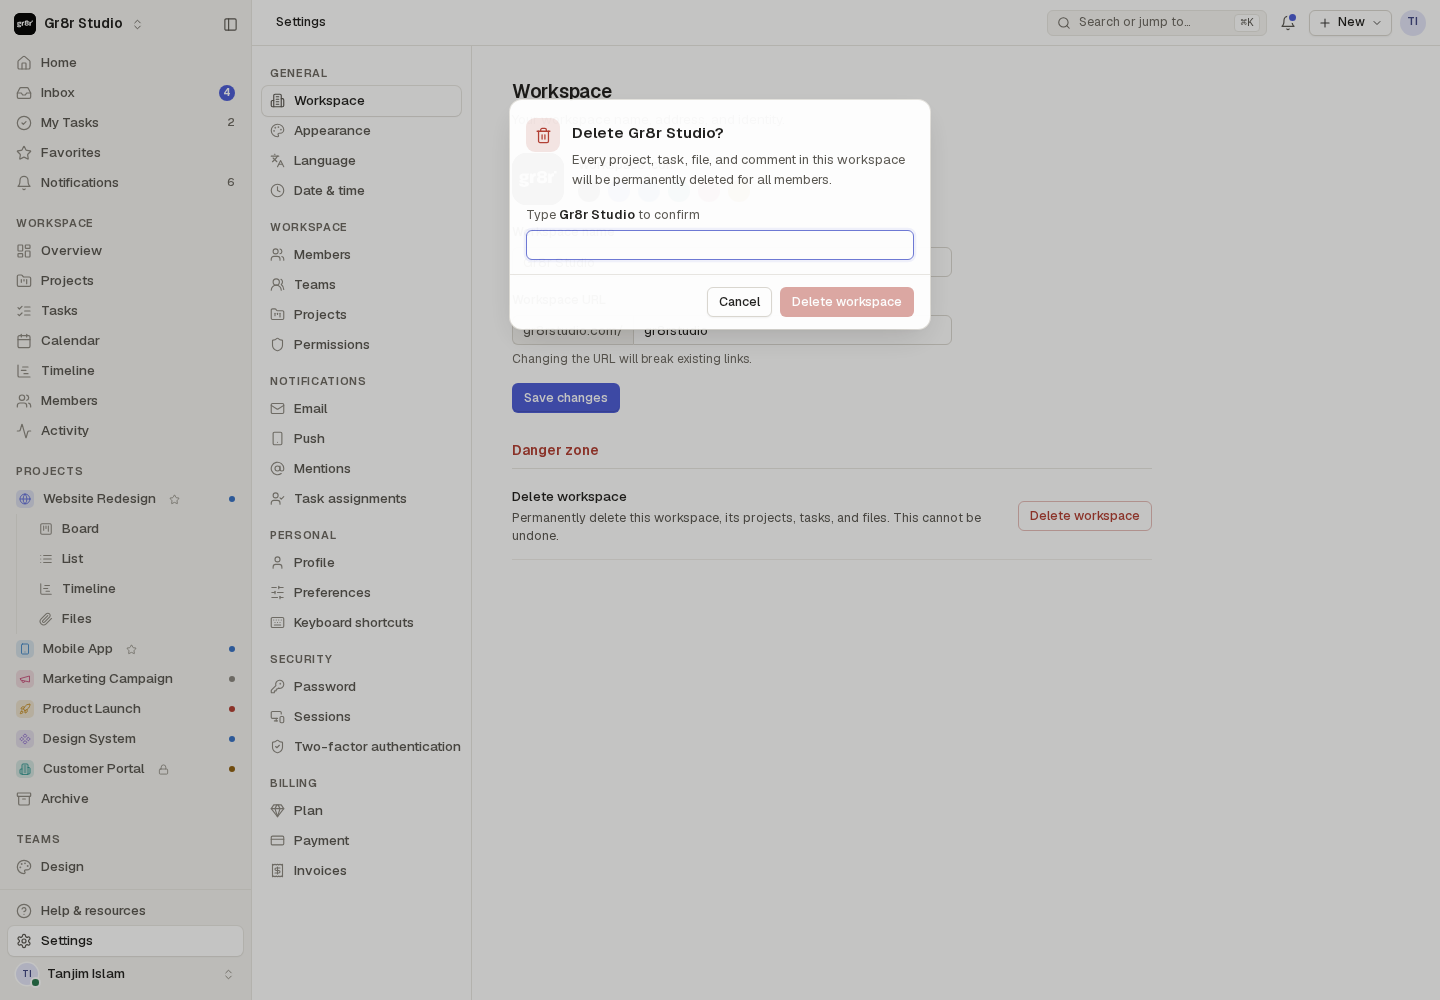 gr8r
Gr8r Studio
Home
Inbox
4
My Tasks
2
Favorites
Notifications
6
WORKSPACE
Overview
Projects
Tasks
Calendar
Timeline
Members
Activity
PROJECTS
Website Redesign
Board
List
Timeline
Files
Mobile App
Marketing Campaign
Product Launch
Design System
Customer Portal
Archive
TEAMS
Design
Help & resources
Settings
TI
Tanjim Islam
Settings
Search or jump to...
⌘K
New
TI
GENERAL
Workspace
Appearance
Language
Date & time
WORKSPACE
Members
Teams
Projects
Permissions
NOTIFICATIONS
Email
Push
Mentions
Task assignments
PERSONAL
Profile
Preferences
Keyboard shortcuts
SECURITY
Password
Sessions
Two-factor authentication
BILLING
Plan
Payment
Invoices
Workspace
Delete Gr8r Studio?
Every project, task, file, and comment in this workspace
will be permanently deleted for all members.
gr8r
Type Gr8r Studio to confirm
Workspace URL
Cancel
Delete workspace
gr8rstudio.com/
gr8rstudio
Changing the URL will break existing links.
Save changes
Danger zone
Delete workspace
Permanently delete this workspace, its projects, tasks, and files. This cannot be
undone.
Delete workspace